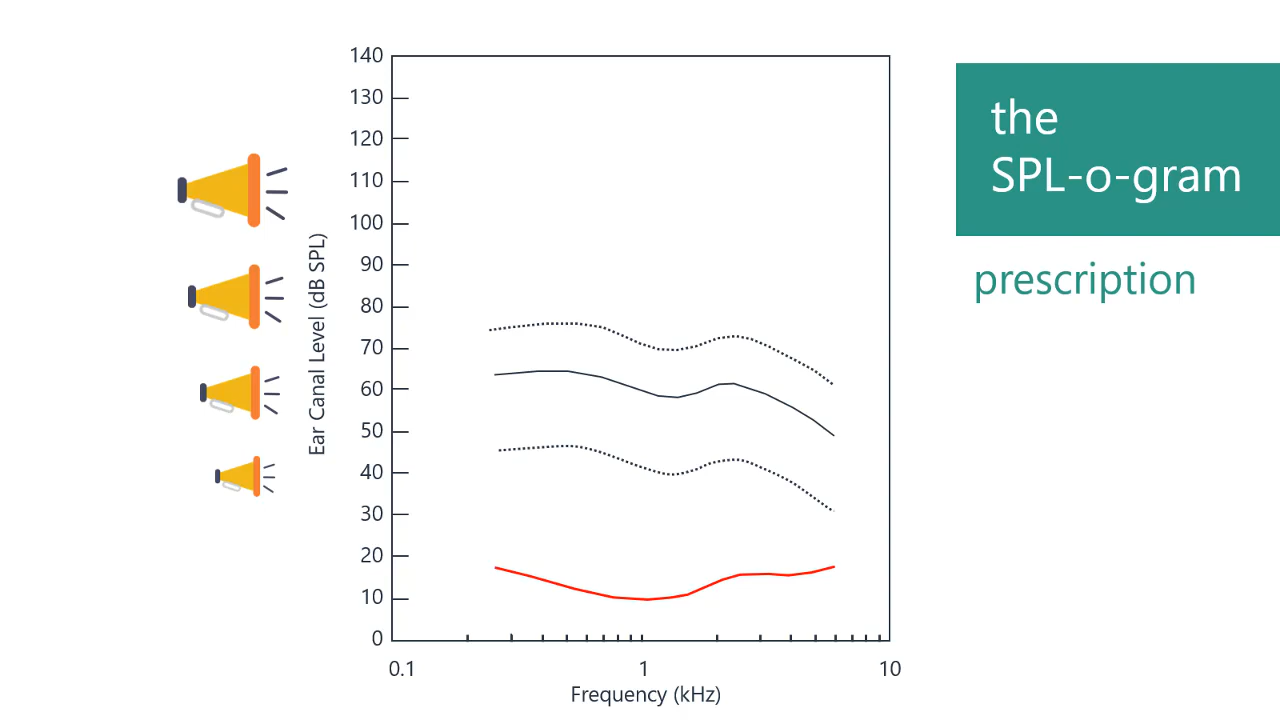 140
130
120
110
100
90
80
70
60
50
40
30
20
10
0
Ear Canal Level (dB SPL)
0.1 1 10
Frequency (kHz)
the
SPL-o-gram
prescription